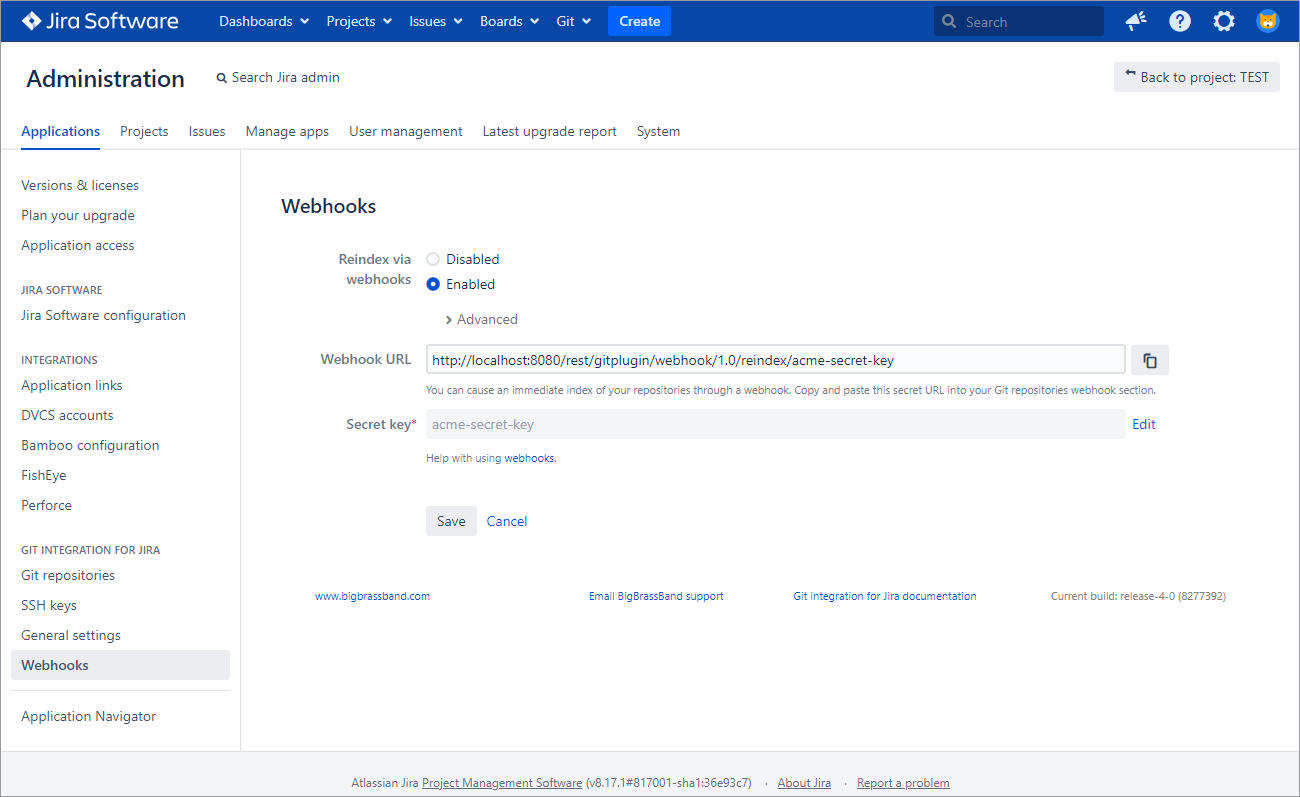 Jira Software Dashboards Projects Issues Boards Git Create Search
Administration Search Jira admin Back to project: TEST
Applications Projects Issues Manage apps User management Latest upgrade report System
Versions & licenses
Plan your upgrade
Application access
JIRA SOFTWARE
Jira Software configuration
INTEGRATIONS
Application links
DVCS accounts
Bamboo configuration
FishEye
Perforce
GIT INTEGRATION FOR JIRA
Git repositories
SSH keys
General settings
Webhooks
Application Navigator
Webhooks
Reindex via
webhooks
Disabled
Enabled
Advanced
Webhook URL http://localhost:8080/rest/gitplugin/webhook/1.0/reindex/acme-secret-key
You can cause an immediate index of your repositories through a webhook. Copy and paste this secret URL into your Git repositories webhook section.
Secret key* acme-secret-key Edit
Help with using webhooks.
Save Cancel
www.bigbrassband.com Email BigBrassBand support Git integration for Jira documentation Current build: release-4-0 (8277392)
Atlassian Jira Project Management Software (v8.17.1#817001-sha1:36e93c7) · About Jira · Report a problem